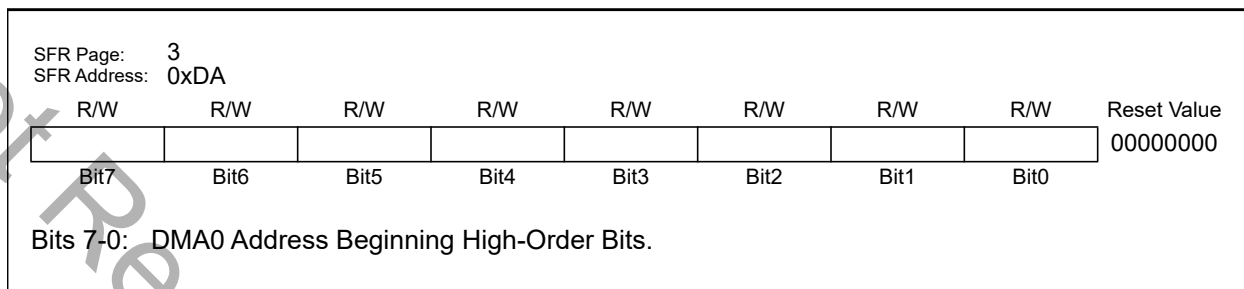 SFR Page: 3
SFR Address: 0xDA
R/W R/W R/W R/W R/W R/W R/W R/W Reset Value
00000000
Bit7 Bit6 Bit5 Bit4 Bit3 Bit2 Bit1 Bit0
Bits 7-0: DMA0 Address Beginning High-Order Bits.